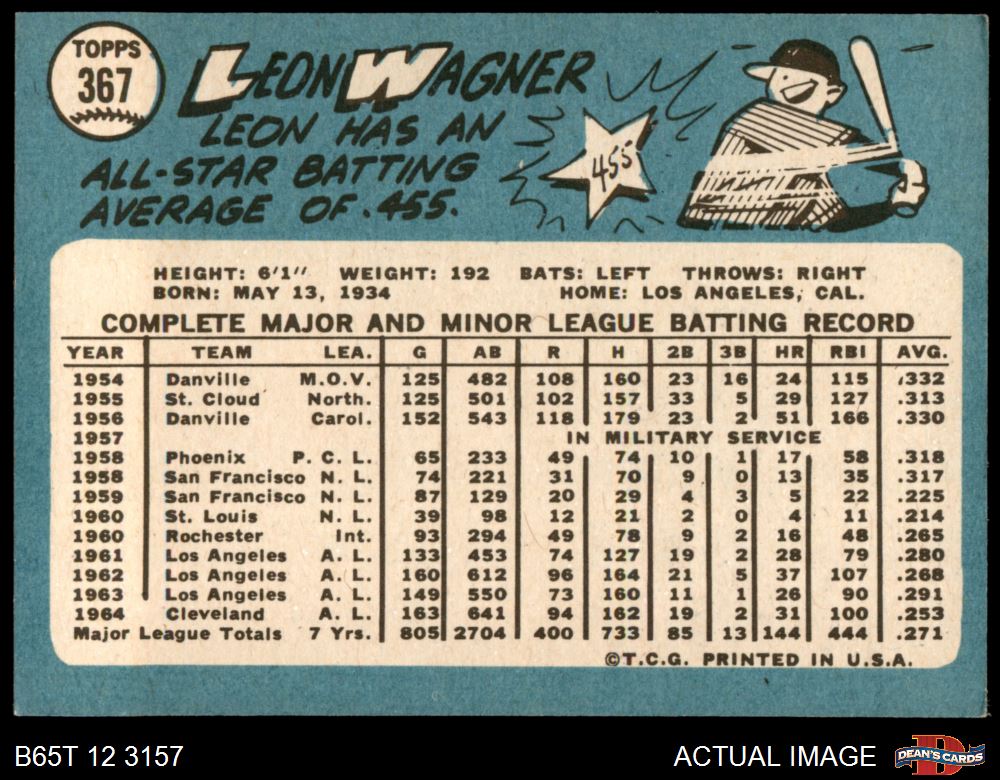 TOPPS
367
LEON WAGNER
LEON HAS AN
ALL-STAR BATTING
AVERAGE OF .455.
455
HEIGHT: 6'1" WEIGHT: 192 BATS: LEFT THROWS: RIGHT
BORN: MAY 13, 1934 HOME: LOS ANGELES, CAL.
COMPLETE MAJOR AND MINOR LEAGUE BATTING RECORD
YEAR TEAM LEA. G AB R H 2B 3B HR RBI AVG.
1954 Danville M.O.V. 125 482 108 160 23 16 24 115 .332
1955 St. Cloud North. 125 501 102 157 33 5 29 127 .313
1956 Danville Carol. 152 543 118 179 23 2 51 166 .330
1957 IN MILITARY SERVICE
1958 Phoenix P. C. L. 65 233 49 74 10 1 17 58 .318
1958 San Francisco N. L. 74 221 31 70 9 0 13 35 .317
1959 San Francisco N. L. 87 129 20 29 4 3 5 22 .225
1960 St. Louis N. L. 39 98 12 21 2 0 4 11 .214
1960 Rochester Int. 93 294 49 78 9 2 16 48 .265
1961 Los Angeles A. L. 133 453 74 127 19 2 28 79 .280
1962 Los Angeles A. L. 160 612 96 164 21 5 37 107 .268
1963 Los Angeles A. L. 149 550 73 160 11 1 26 90 .291
1964 Cleveland A. L. 163 641 94 162 19 2 31 100 .253
Major League Totals 7 Yrs. 805 2704 400 733 85 13 144 444 .271
©T.C.G. PRINTED IN U.S.A.
B65T 12 3157 ACTUAL IMAGE
DEAN'S CARDS